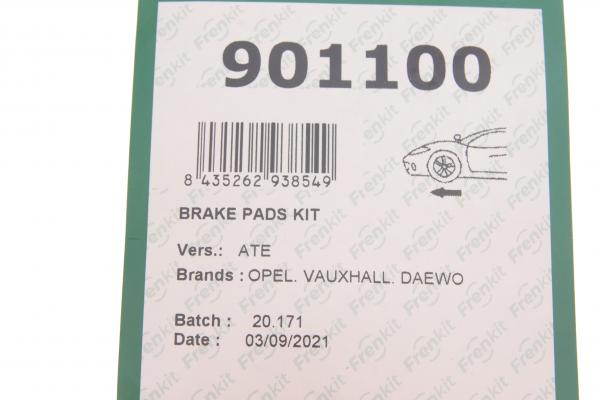 901100
8 435262 938549
BRAKE PADS KIT
Vers.: ATE
Brands : OPEL. VAUXHALL. DAEWO
Batch : 20.171
Date : 03/09/2021
Frenkit